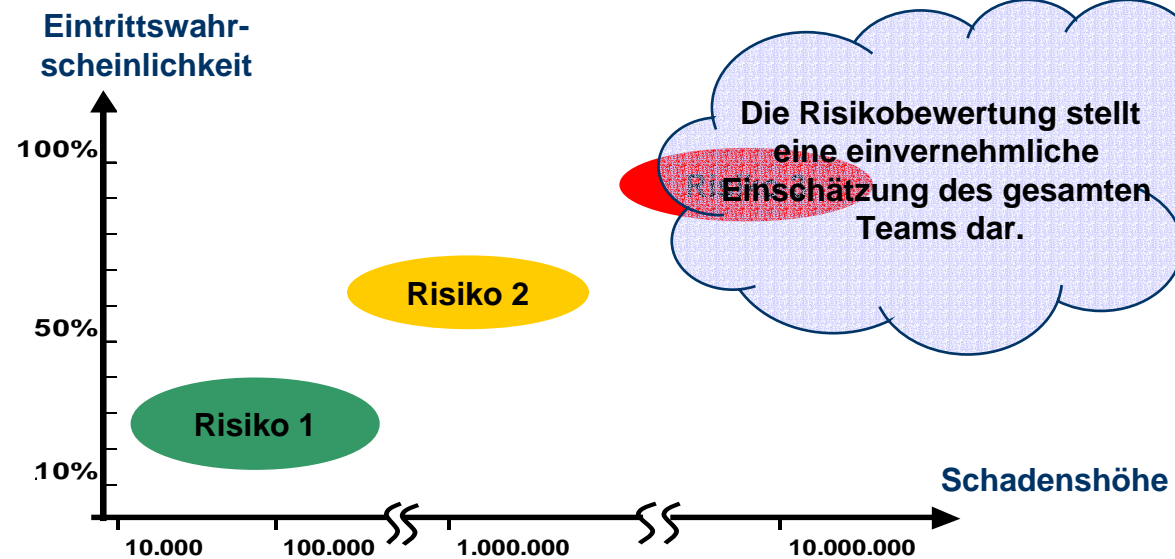 Eintrittswahr-
scheinlichkeit
Die Risikobewertung stellt
eine einvernehmliche
Einschätzung des gesamten
Teams dar.
100%
Risiko 2
50%
Risiko 1
10%
Schadenshöhe
10.000
100.000
1.000.000
10.000.000